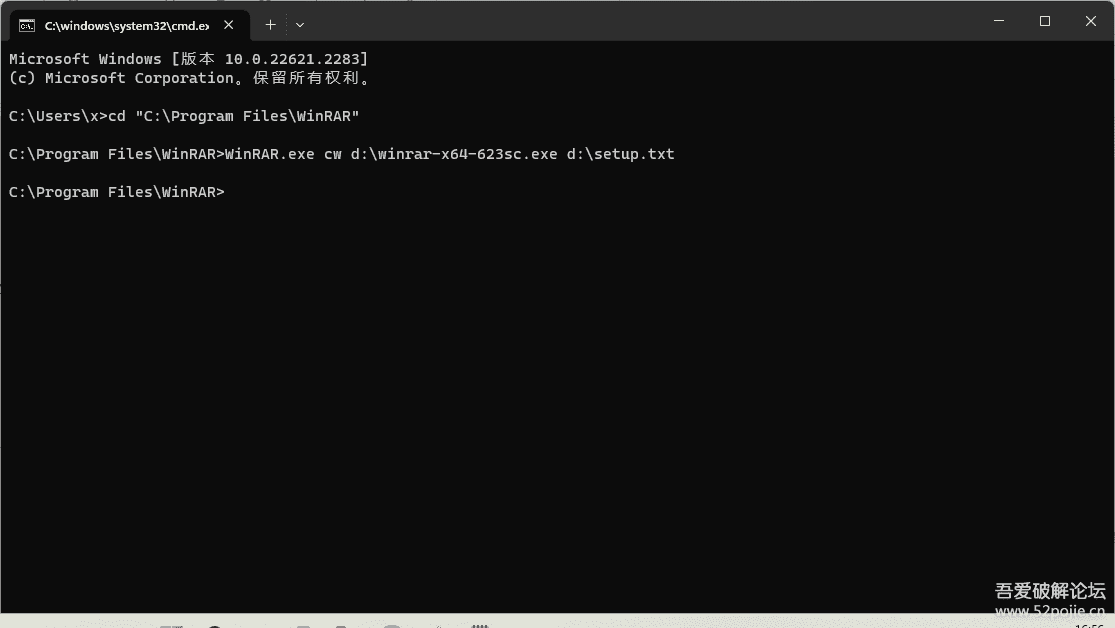 C:\windows\system32\cmd.ex
Microsoft Windows [版本 10.0.22621.2283]
(c) Microsoft Corporation。保留所有权利。
C:\Users\x>cd "C:\Program Files\WinRAR"
C:\Program Files\WinRAR>WinRAR.exe cw d:\winrar-x64-623sc.exe d:\setup.txt
C:\Program Files\WinRAR>
吾爱破解论坛
www.52pojie.cn